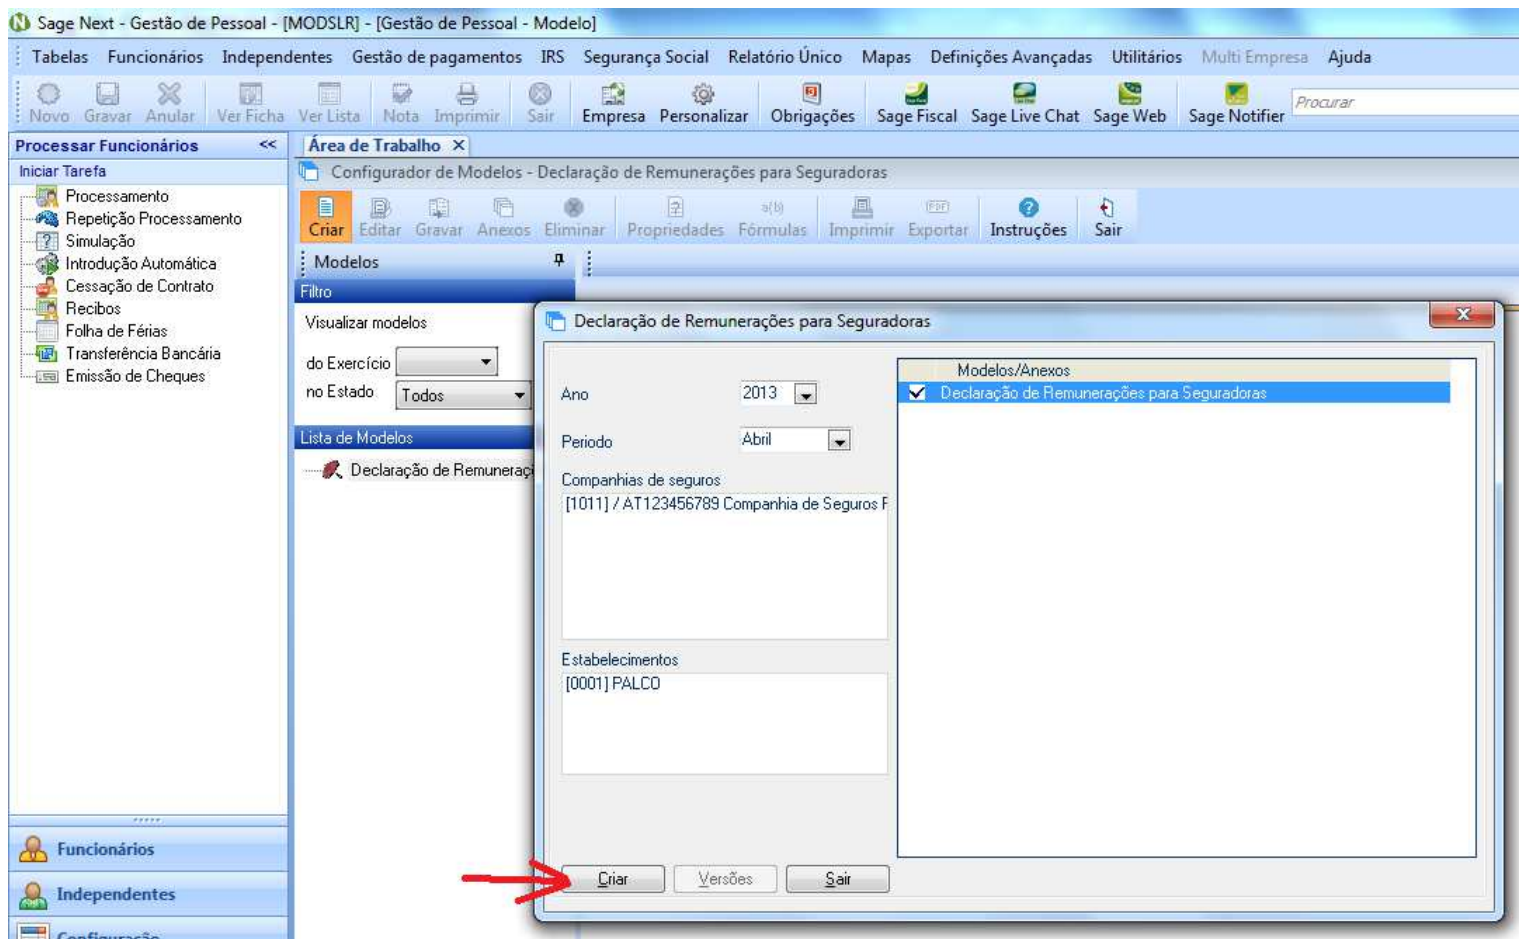 Sage Next - Gestão de Pessoal - [MODSLR] - [Gestão de Pessoal - Modelo]
Tabelas Funcionários Independentes Gestão de pagamentos IRS Segurança Social Relatório Único Mapas Definições Avançadas Utilitários Multi Empresa Ajuda
Novo Gravar Anular Ver Ficha Ver Lista Nota Imprimir Sair Empresa Personalizar Obrigações Sage Fiscal Sage Live Chat Sage Web Sage Notifier Procurar
Processar Funcionários <<
Iniciar Tarefa
Processamento
Repetição Processamento
Simulação
Introdução Automática
Cessação de Contrato
Recibos
Folha de Férias
Transferência Bancária
Emissão de Cheques
Funcionários
Independentes
Configuração
Área de Trabalho X
Configurador de Modelos - Declaração de Remunerações para Seguradoras
Criar Editar Gravar Anexos Eliminar Propriedades Fórmulas Imprimir Exportar Instruções Sair
Modelos
Filtro
Visualizar modelos
do Exercício
no Estado Todos
Lista de Modelos
Declaração de Remuneraç
Declaração de Remunerações para Seguradoras
Ano 2013
Periodo Abril
Companhias de seguros
[1011] / AT123456789 Companhia de Seguros F
Estabelecimentos
[0001] PALCO
Modelos/Anexos
Declaração de Remunerações para Seguradoras
Criar Versões Sair